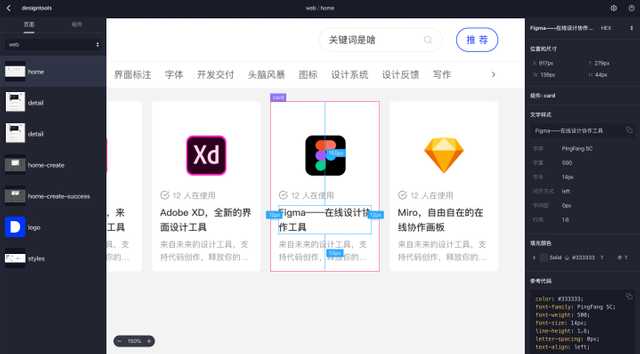 designtools
web / home
页面
组件
web
home
detail
detail
home-create
home-create-success
logo
styles
关键词是啥
推 荐
界面标注 字体 开发交付 头脑风暴 图标 设计系统 设计反馈 写作
card
Xd
12 人在使用
12 人在使用
12 人在使用
，来
工具
Adobe XD，全新的界
面设计工具
Figma——在线设计协
作工具
Miro，自由自在的在
线协作画板
具，支
你的...
来自未来的设计工具，支
持代码创作，释放你的...
来自未来的设计工具，支
持代码创作，释放你的...
来自未来的设计工具，支
持代码创作，释放你的...
150%
Figma——在线设计协作工... HEX
位置和尺寸
X 917px
Y 279px
W 156px
H 44px
组件: card
文字样式
Figma——在线设计协作工具
字体 PingFang SC
字重 500
字号 14px
对齐方式 left
字间距 0px
行高 1.6
填充颜色
Solid #333333 1 1
参考代码
color: #333333;
font-family: PingFang SC;
font-weight: 500;
font-size: 14px;
line-height: 1.6;
letter-spacing: 0px;
text-align: left;